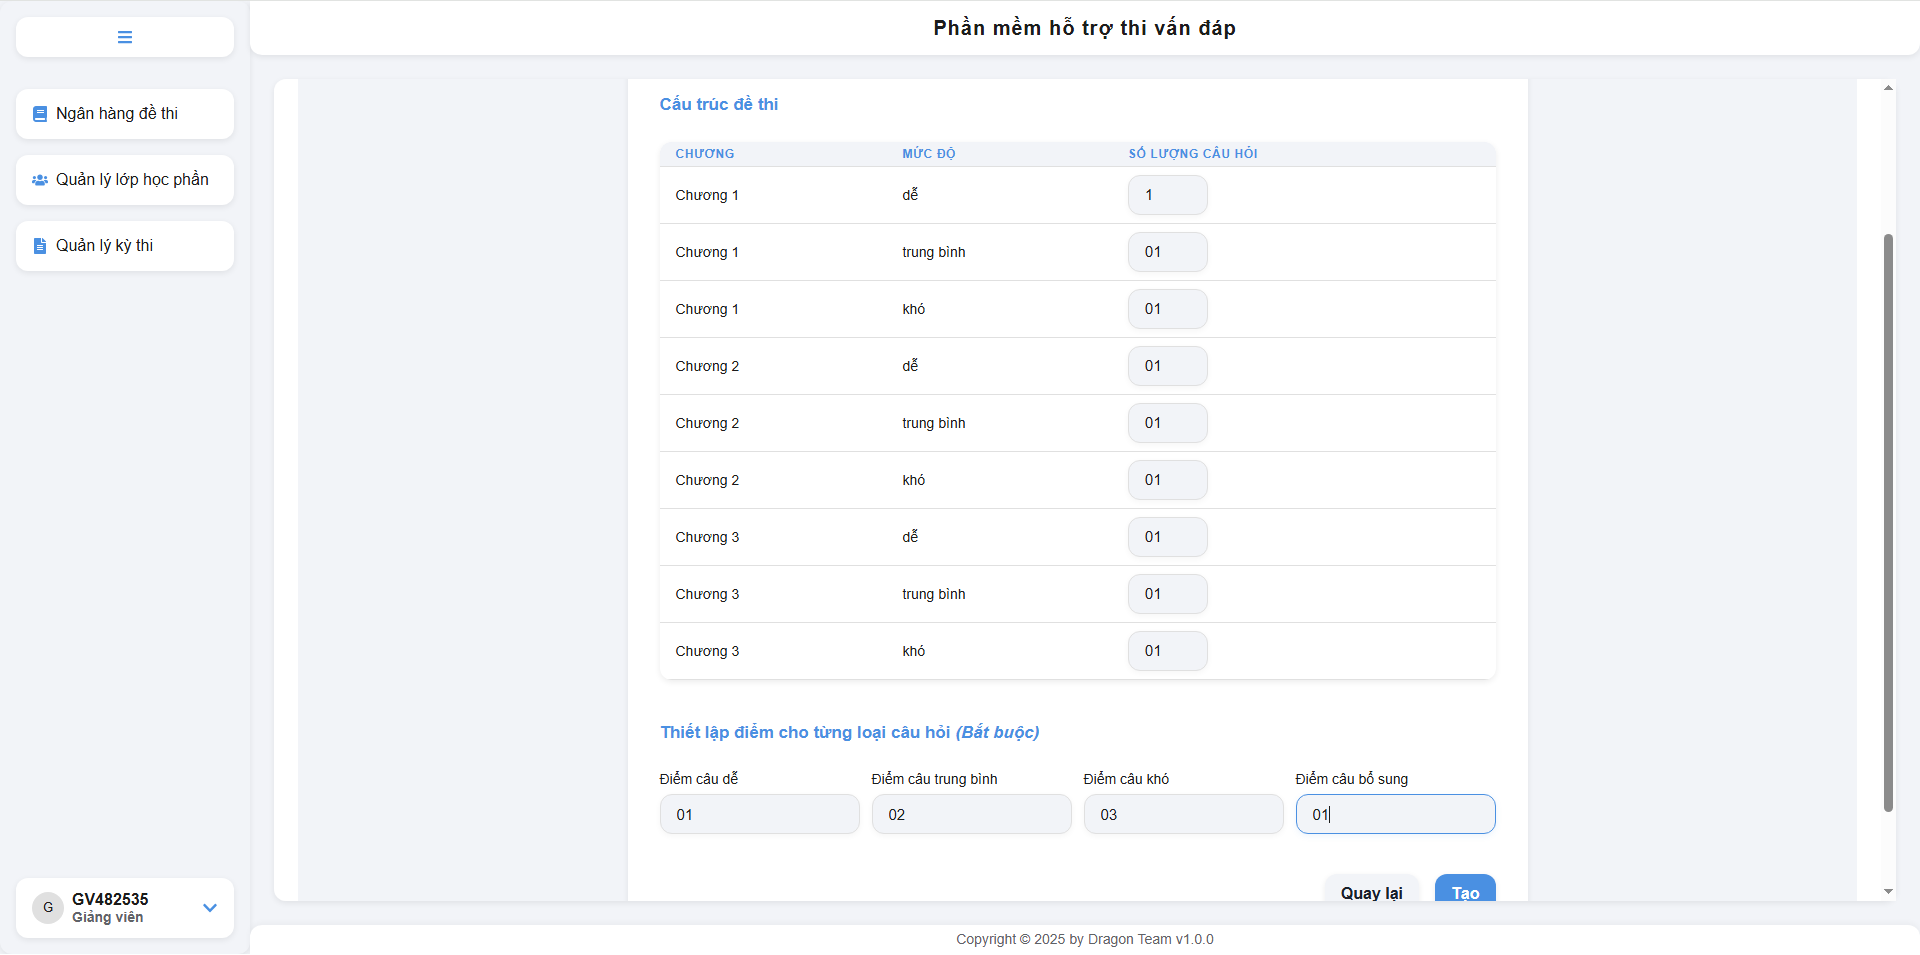 Phần mềm hỗ trợ thi vấn đáp
Ngân hàng đề thi
Quản lý lớp học phần
Quản lý kỳ thi
Cấu trúc đề thi
CHƯƠNG MỨC ĐỘ SỐ LƯỢNG CÂU HỎI
Chương 1 dễ 1
Chương 1 trung bình 01
Chương 1 khó 01
Chương 2 dễ 01
Chương 2 trung bình 01
Chương 2 khó 01
Chương 3 dễ 01
Chương 3 trung bình 01
Chương 3 khó 01
Thiết lập điểm cho từng loại câu hỏi (Bắt buộc)
Điểm câu dễ Điểm câu trung bình Điểm câu khó Điểm câu bổ sung
01 02 03 01
Quay lại Tạo
G GV482535
Giảng viên
Copyright © 2025 by Dragon Team v1.0.0